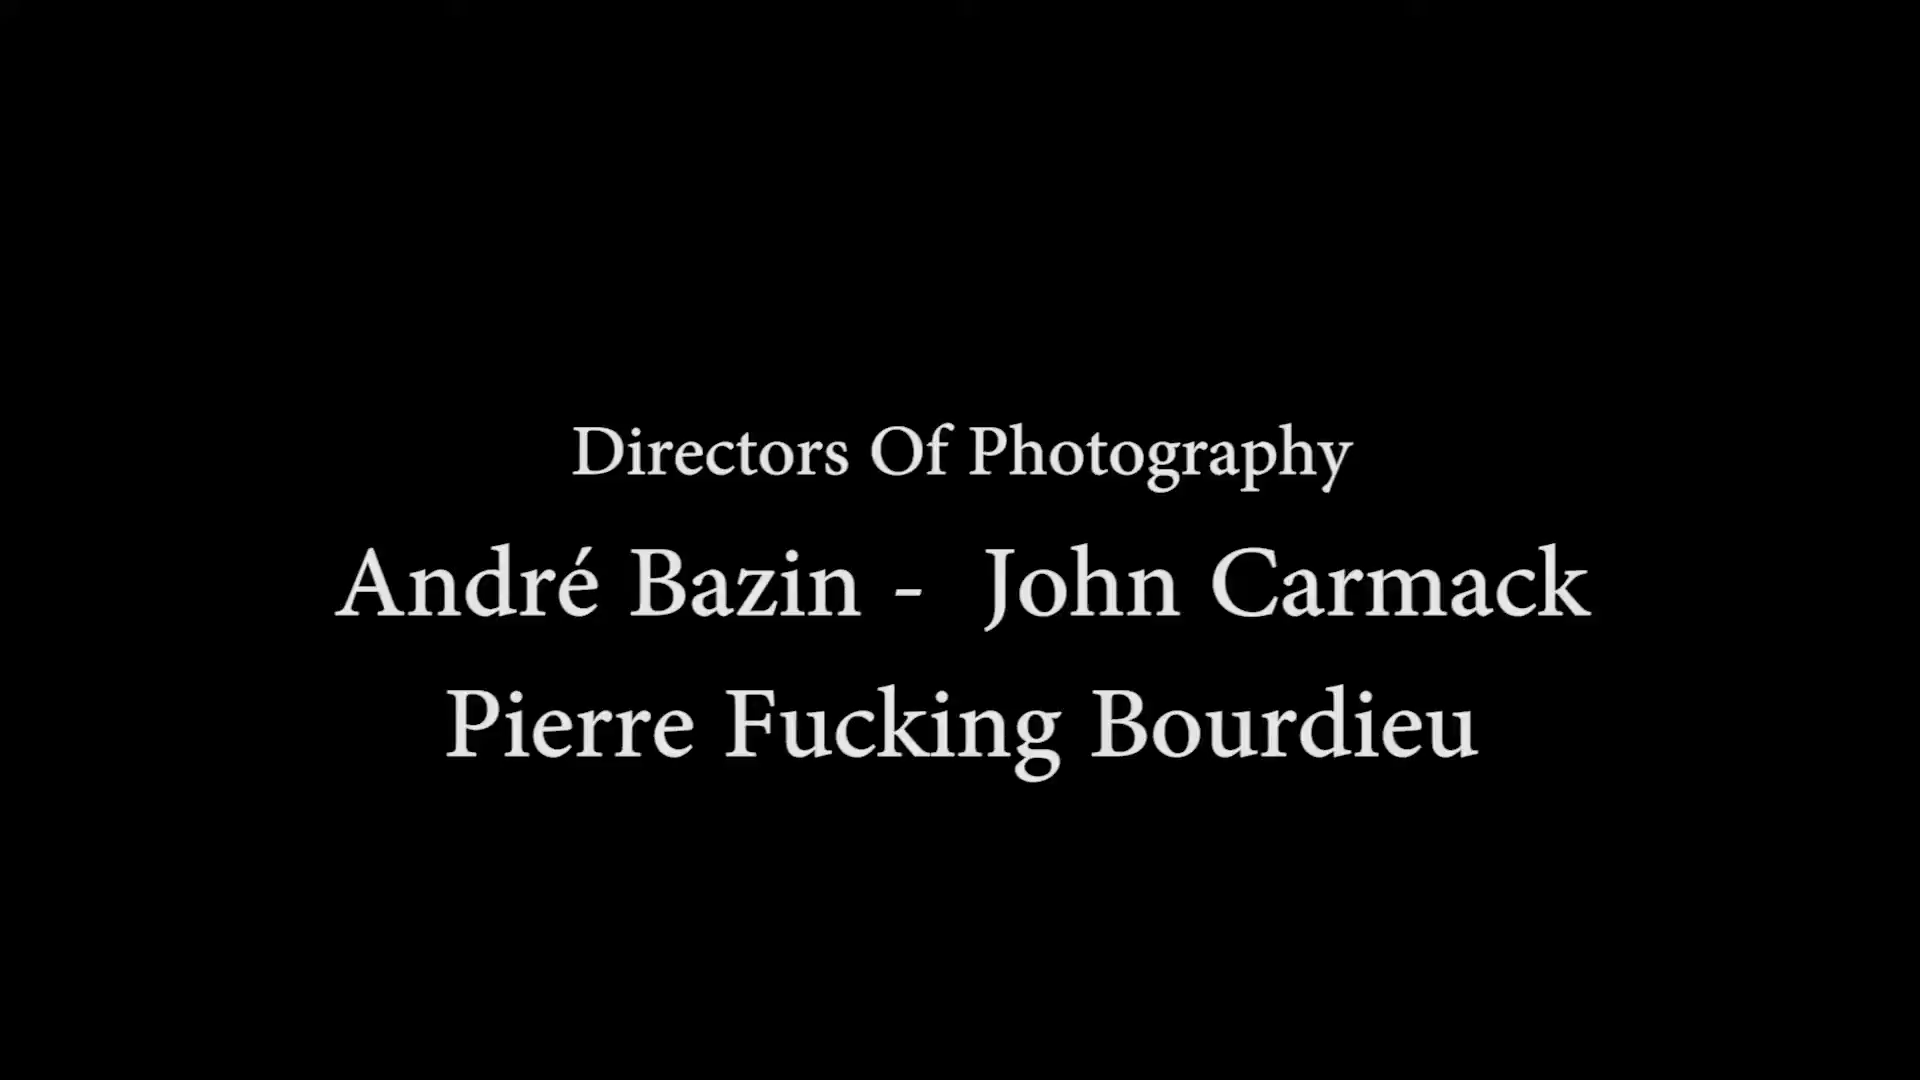 Directors Of Photography
André Bazin - John Carmack
Pierre Fucking Bourdieu